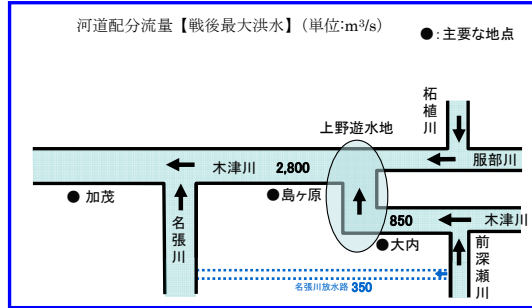 河道配分流量【戦後最大洪水】(単位:m³/s)
●:主要な地点
柘植川
上野遊水地
木津川 2,800
服部川
●加茂
●島ヶ原
名張川
850 木津川
●大内
前深瀬川
名張川放水路 350